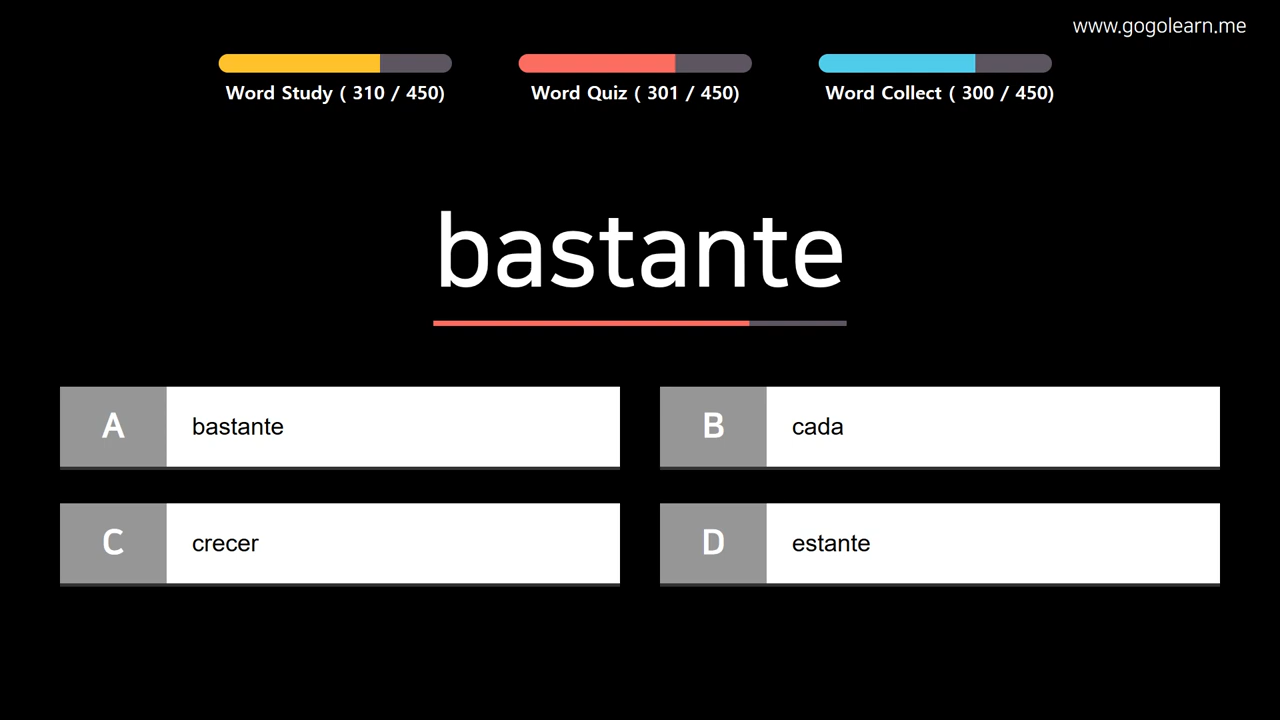 www.gogolearn.me
Word Study ( 310 / 450)
Word Quiz ( 301 / 450)
Word Collect ( 300 / 450)
bastante
A bastante
B cada
C crecer
D estante